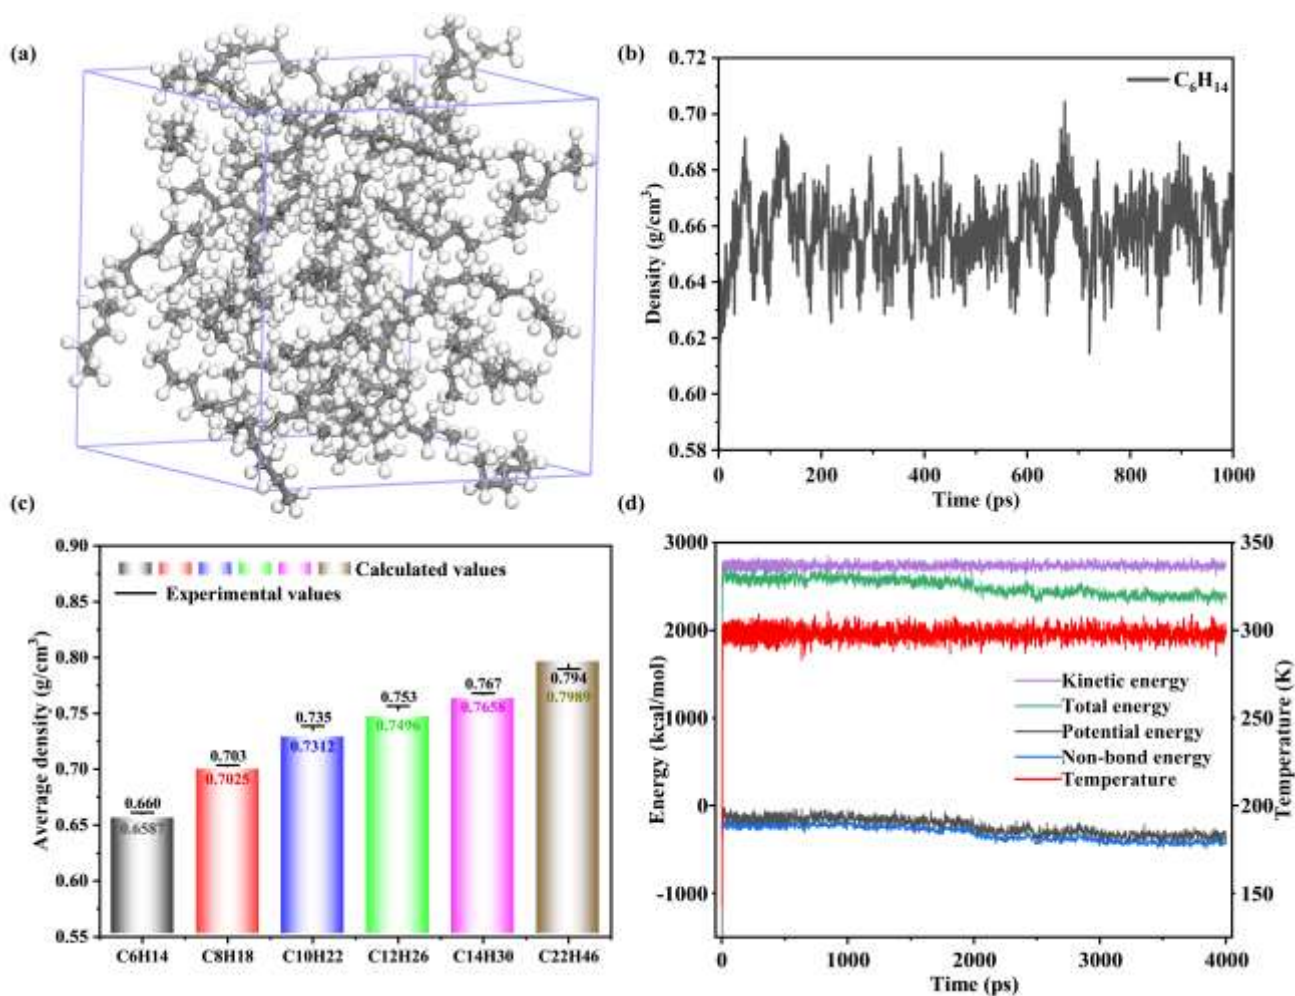 (a)
(b)
0.72
0.70
0.68
0.66
0.64
0.62
0.60
0.58
Density (g/cm³)
C₆H₁₄
0
200
400
600
800
1000
Time (ps)
(c)
0.90
0.85
0.80
0.75
0.70
0.65
0.60
0.55
Average density (g/cm³)
Calculated values
Experimental values
0.660
0.6587
0.703
0.7025
0.735
0.7312
0.753
0.7496
0.767
0.7658
0.794
0.7989
C6H14
C8H18
C10H22
C12H26
C14H30
C22H46
(d)
3000
2000
1000
0
-1000
Energy (kcal/mol)
Kinetic energy
Total energy
Potential energy
Non-bond energy
Temperature
350
300
250
200
150
Temperature (K)
0
1000
2000
3000
4000
Time (ps)